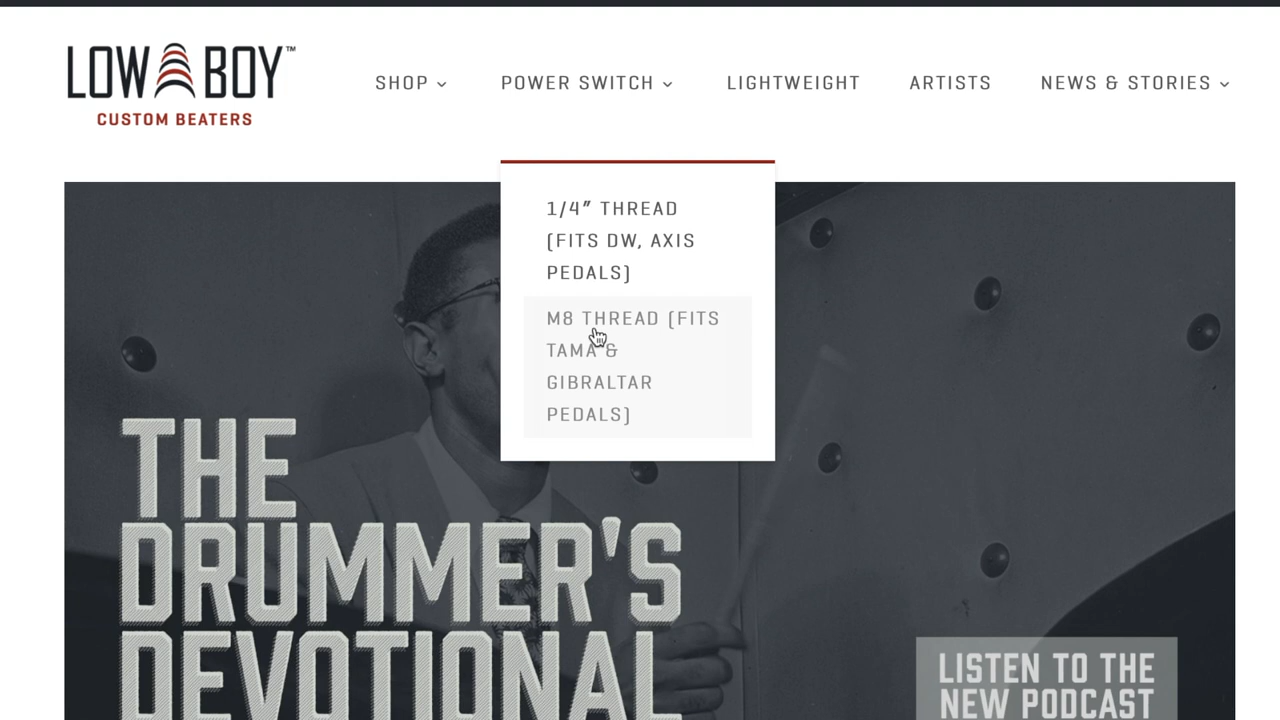 LOW BOY™
CUSTOM BEATERS
SHOP
POWER SWITCH
LIGHTWEIGHT
ARTISTS
NEWS & STORIES
1/4” THREAD
(FITS DW, AXIS
PEDALS)
M8 THREAD (FITS
TAMA &
GIBRALTAR
PEDALS)
THE
DRUMMER'S
DEVOTIONAL
LISTEN TO THE
NEW PODCAST